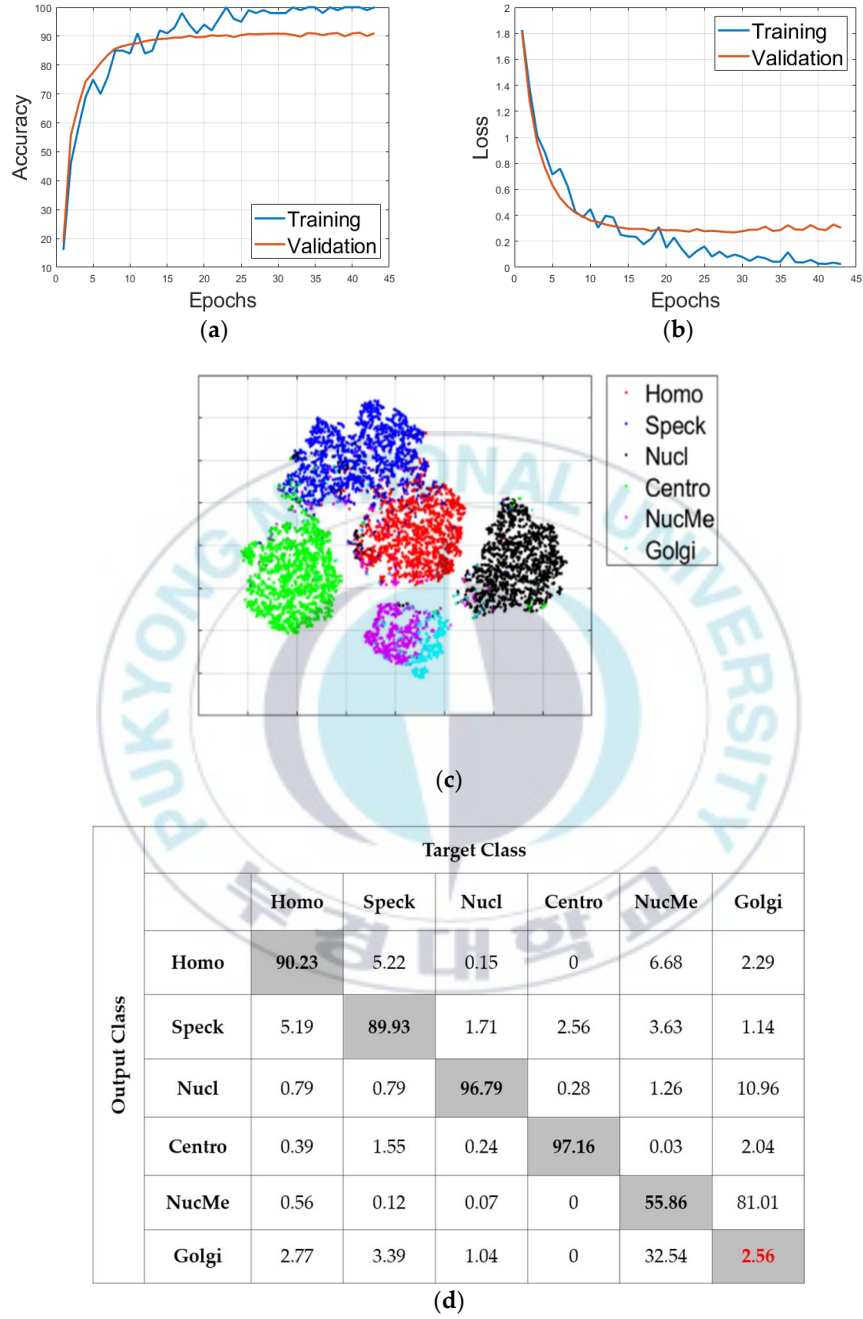 100
90
80
70
60
50
40
30
20
10
Accuracy
0 5 10 15 20 25 30 35 40 45
Epochs
Training
Validation
(a)
2
1.8
1.6
1.4
1.2
1
0.8
0.6
0.4
0.2
0
Loss
0 5 10 15 20 25 30 35 40 45
Epochs
Training
Validation
(b)
Homo
Speck
Nucl
Centro
NucMe
Golgi
(c)
PUKYONG NATIONAL UNIVERSITY
부경대학교
Target Class
Output Class
Homo Speck Nucl Centro NucMe Golgi
Homo 90.23 5.22 0.15 0 6.68 2.29
Speck 5.19 89.93 1.71 2.56 3.63 1.14
Nucl 0.79 0.79 96.79 0.28 1.26 10.96
Centro 0.39 1.55 0.24 97.16 0.03 2.04
NucMe 0.56 0.12 0.07 0 55.86 81.01
Golgi 2.77 3.39 1.04 0 32.54 2.56
(d)